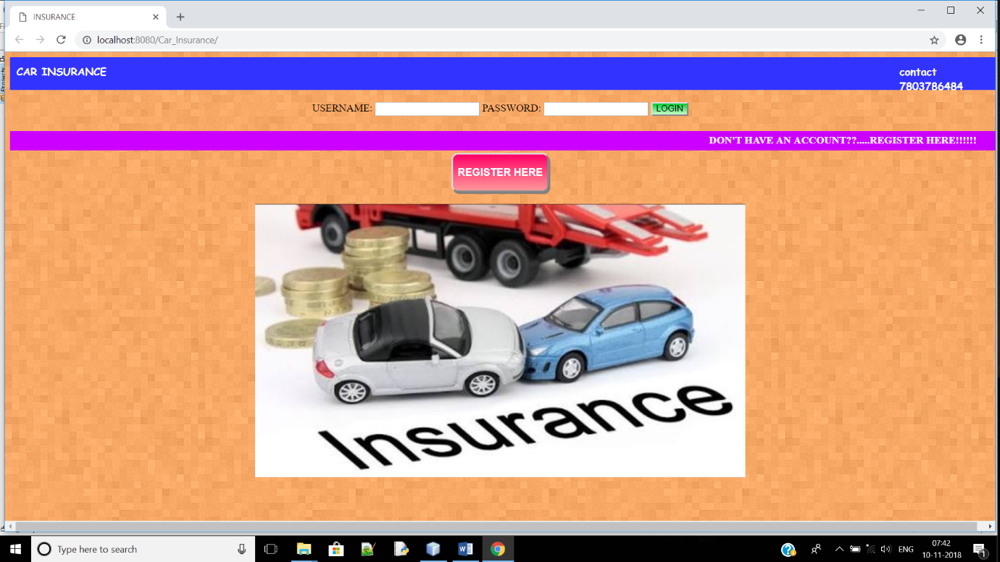 INSURANCE
localhost:8080/Car_Insurance/
CAR INSURANCE
contact
7803786484
USERNAME: PASSWORD: LOGIN
DON'T HAVE AN ACCOUNT??.....REGISTER HERE!!!!!!
REGISTER HERE
Insurance
Type here to search
ENG
07:42
10-11-2018
1